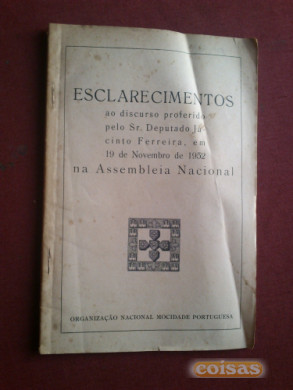 ESCLARECIMENTOS
ao discurso proferido
pelo Sr. Deputado Ja-
cinto Ferreira, em
19 de Novembro de 1952
na Assembleia Nacional
ORGANIZAÇÃO NACIONAL MOCIDADE PORTUGUESA
coisas